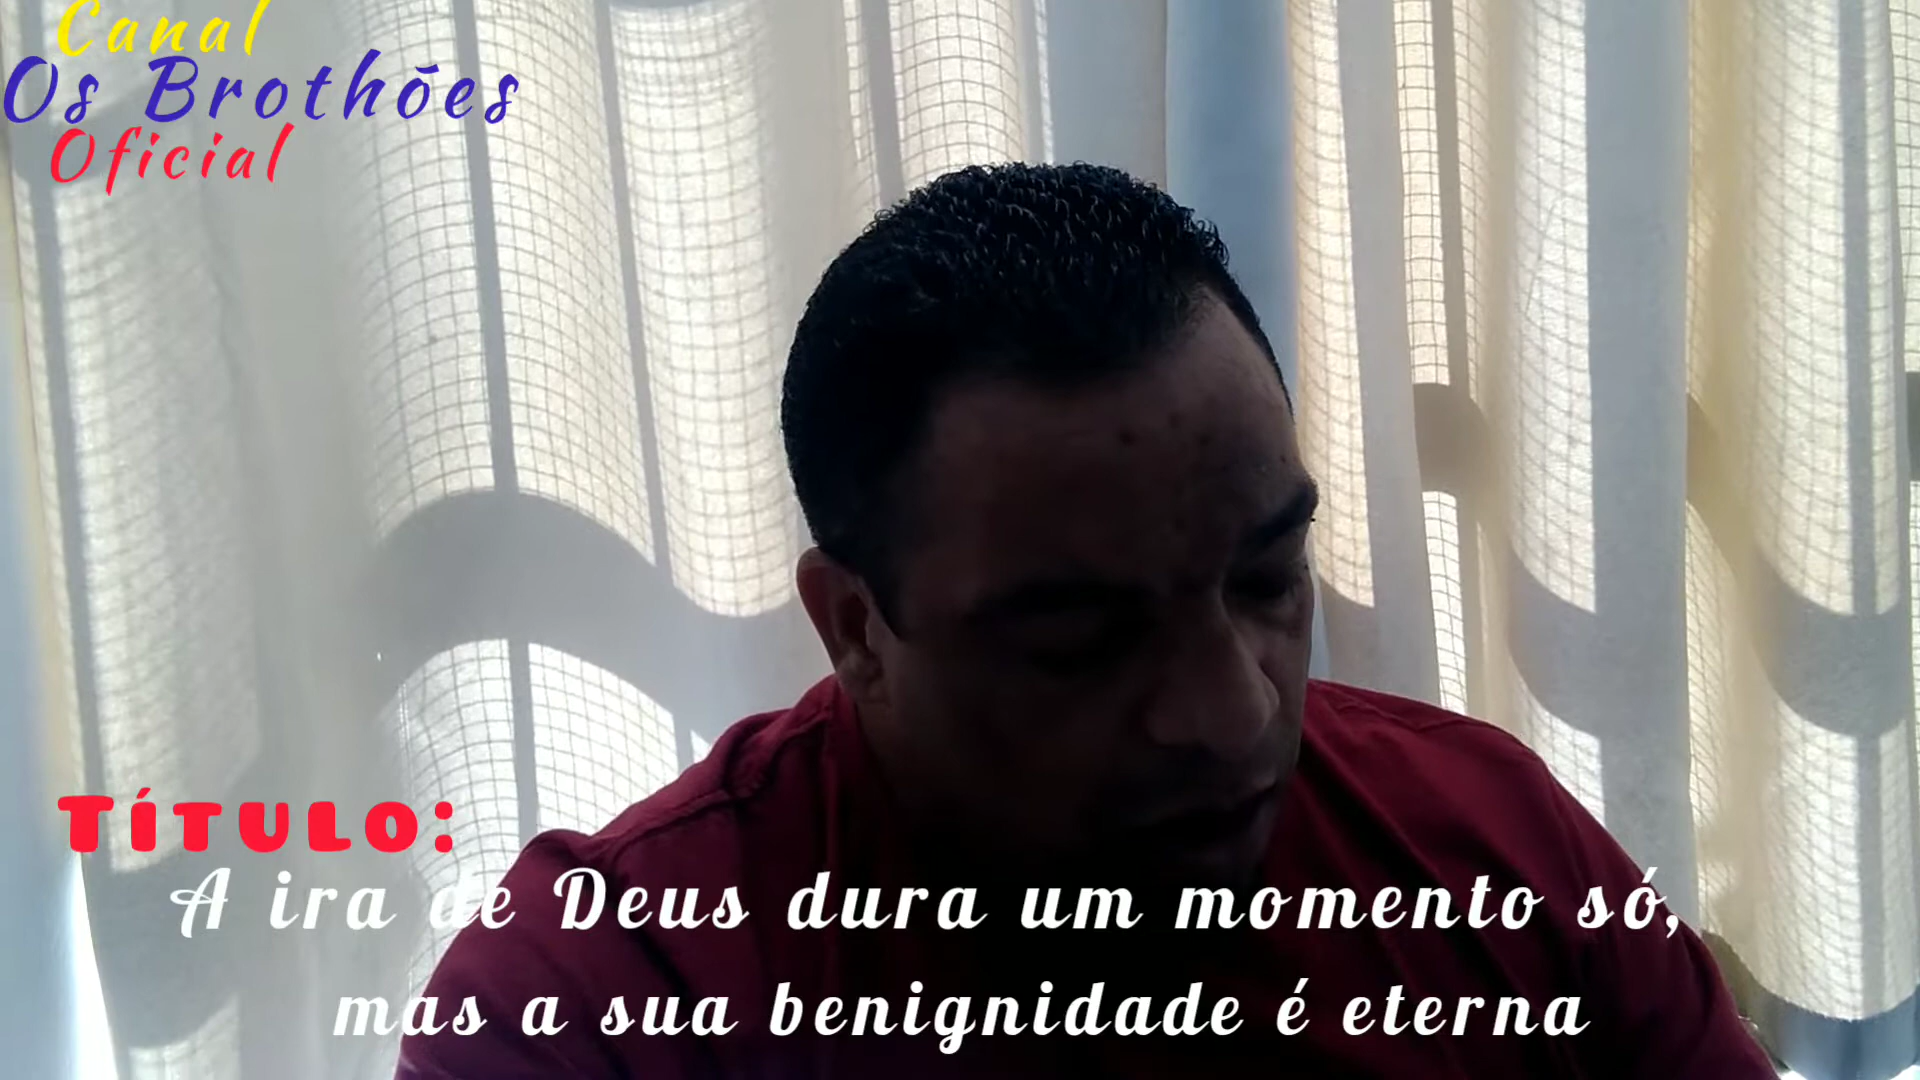 Canal
Os Brothões
Oficial
TÍTULO:
A ira de Deus dura um momento só,
mas a sua benignidade é eterna